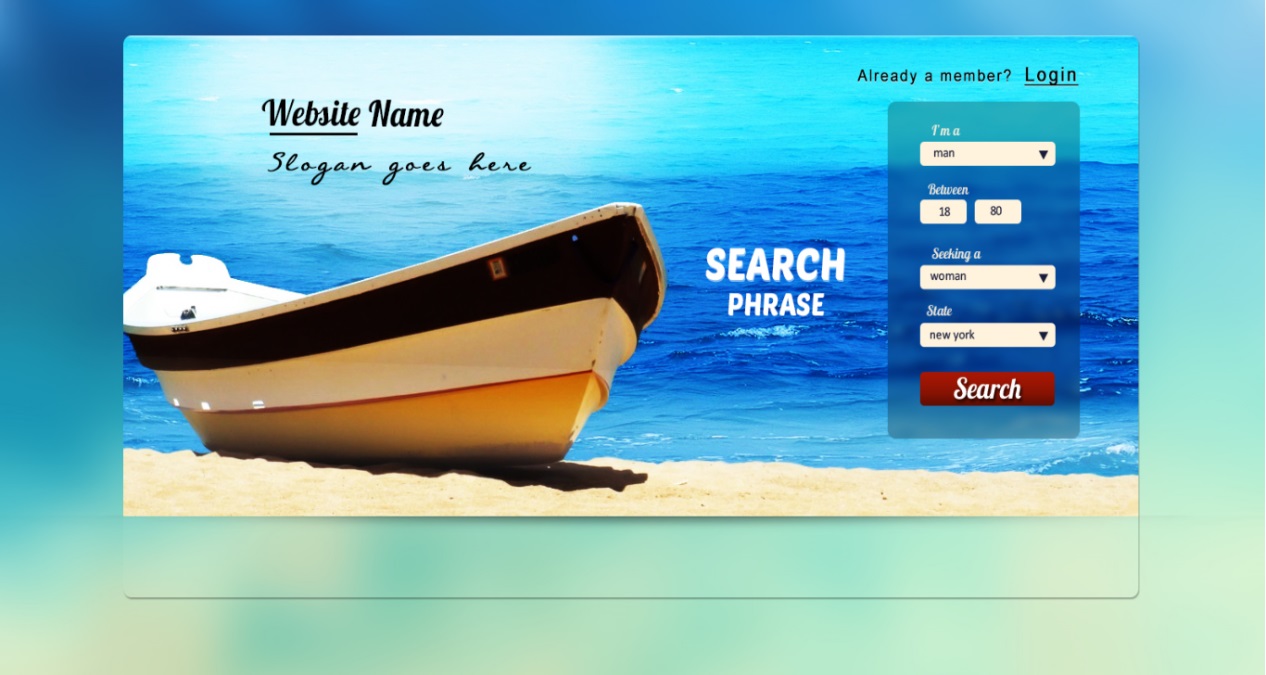 Already a member? Login
Website Name
Slogan goes here
SEARCH
PHRASE
I'm a
man
Between
18 80
Seeking a
woman
State
new york
Search